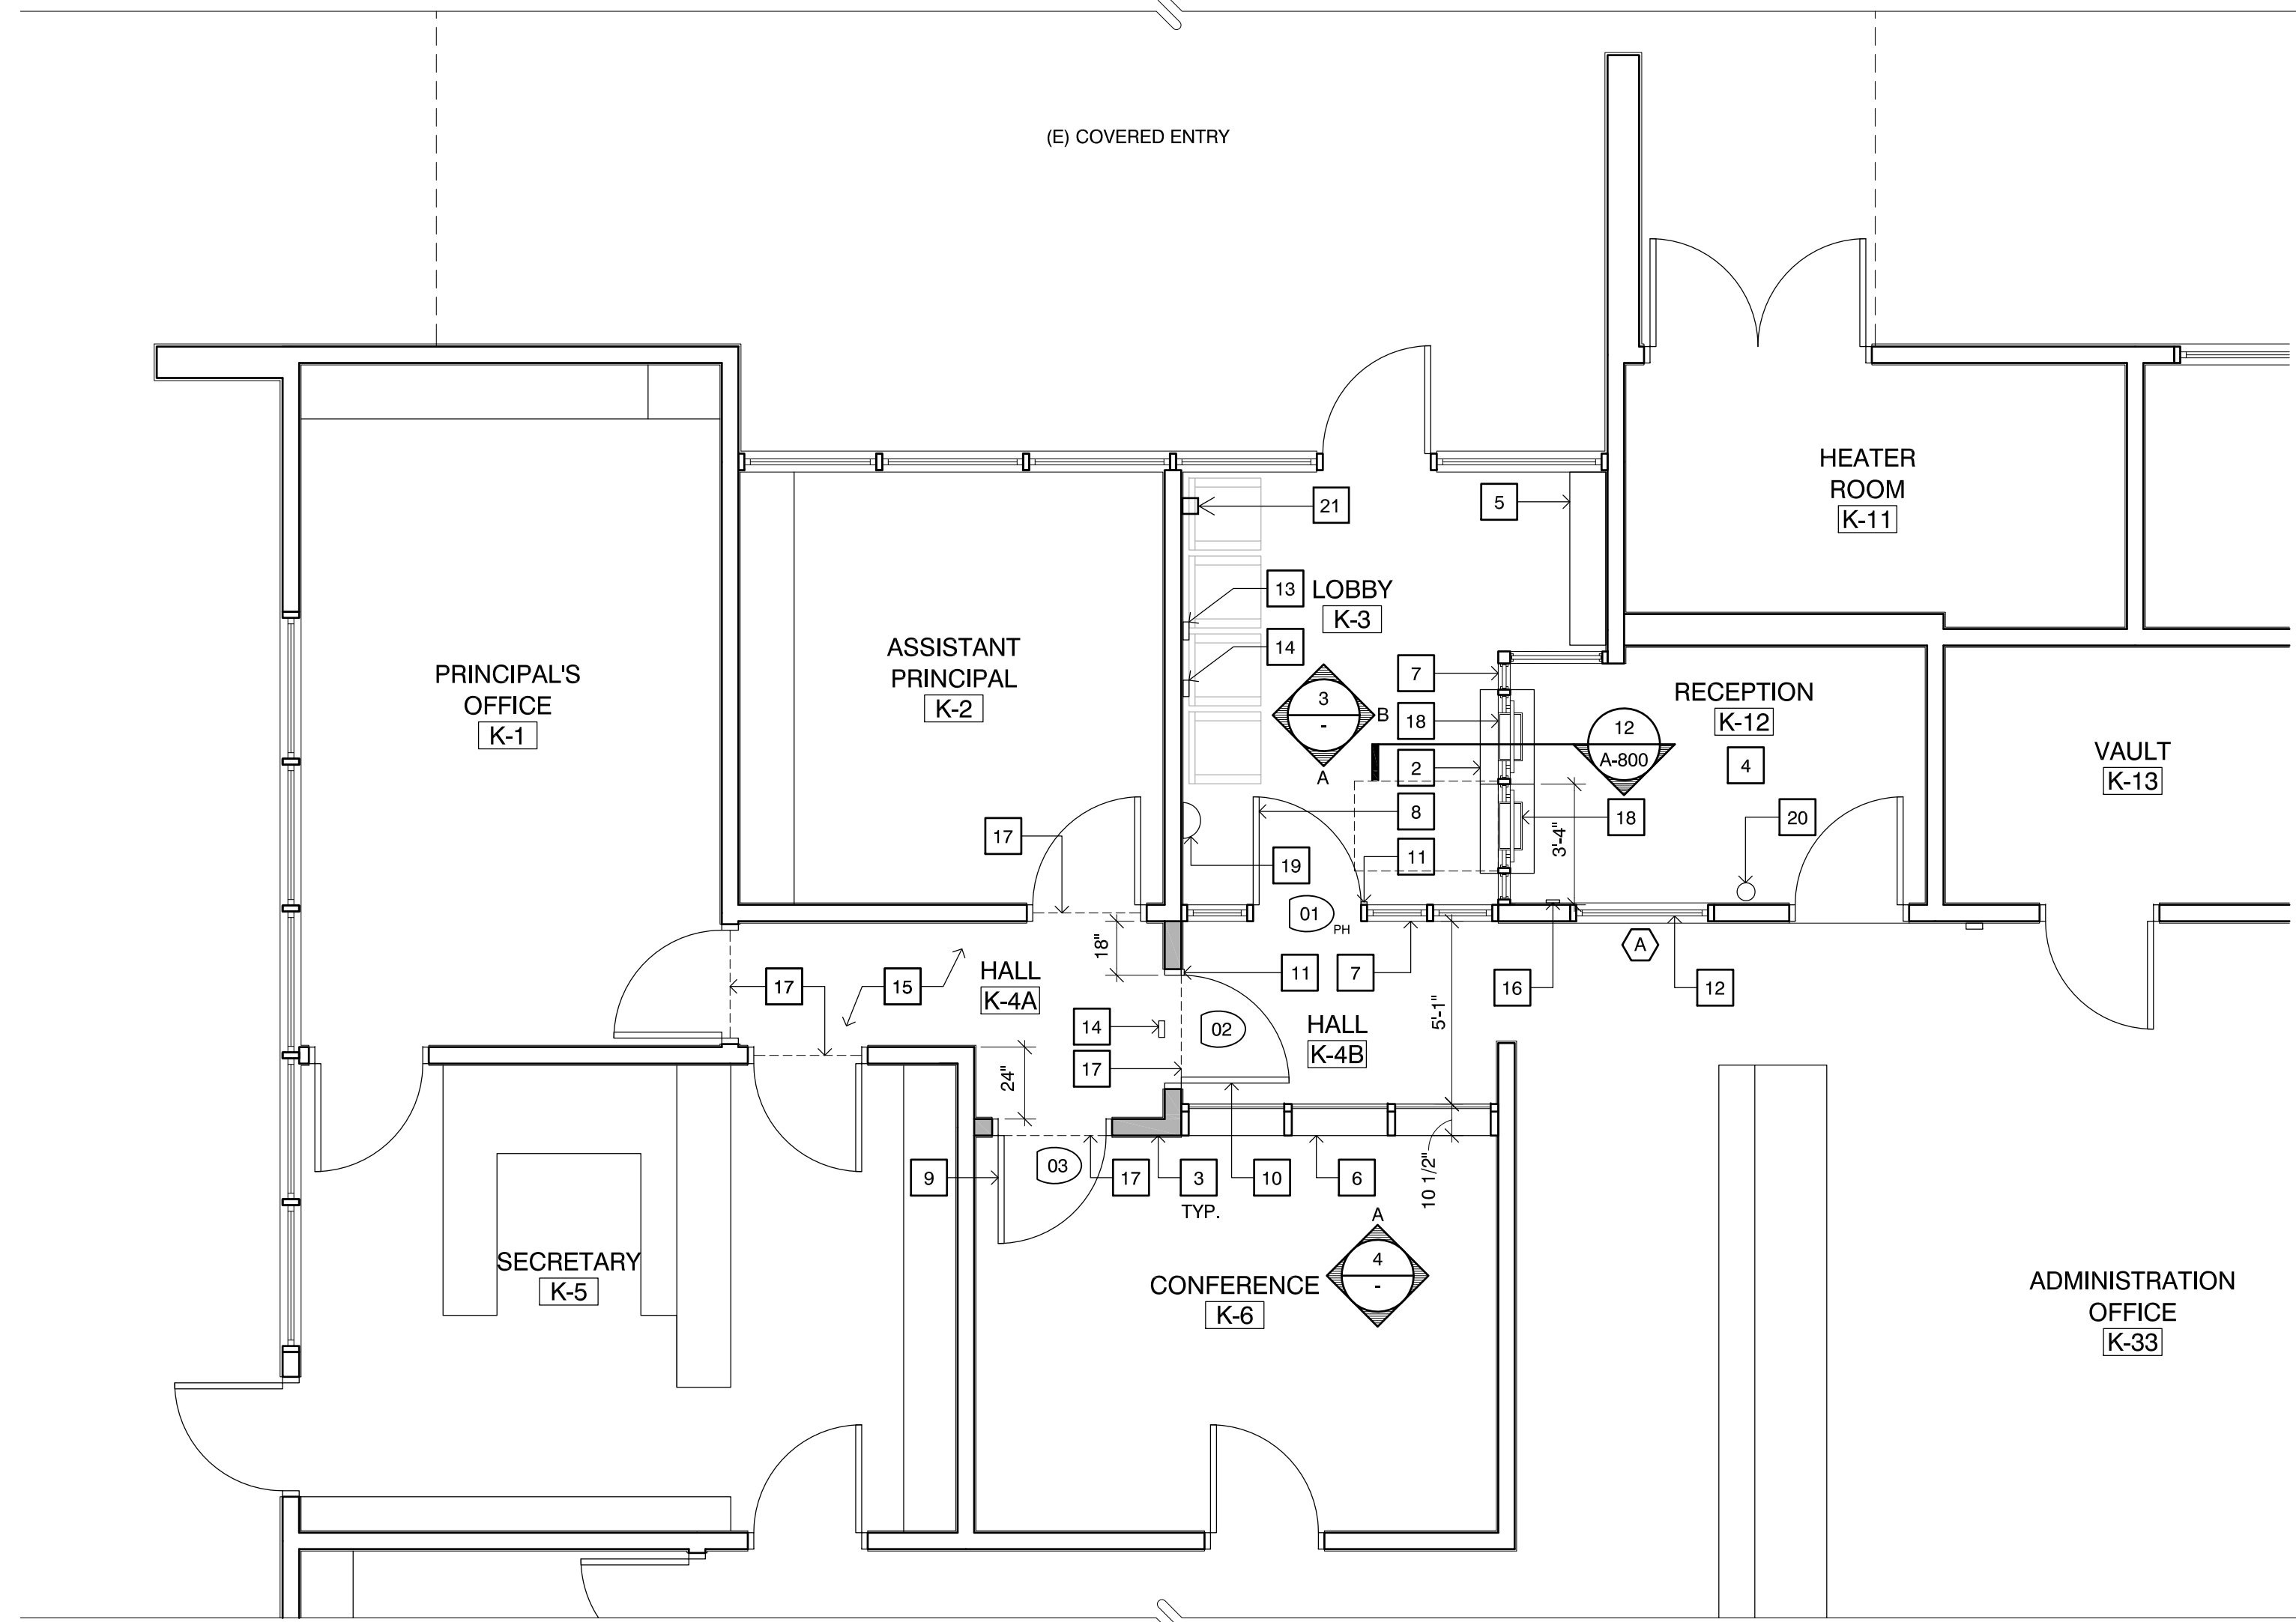 (E) COVERED ENTRY
HEATER
ROOM
K-11
21
5
13
LOBBY
K-3
14
ASSISTANT
PRINCIPAL
K-2
PRINCIPAL'S
OFFICE
K-1
7
RECEPTION
K-12
3
-
B
A
18
12
A-800
2
4
VAULT
K-13
8
18
20
3'-4"
17
11
19
01
PH
18"
A
HALL
K-4A
11
7
17
15
16
12
5'-1"
14
02
HALL
K-4B
17
24"
9
03
17
3
TYP.
10
6
10 1/2"
A
4
-
SECRETARY
K-5
CONFERENCE
K-6
ADMINISTRATION
OFFICE
K-33